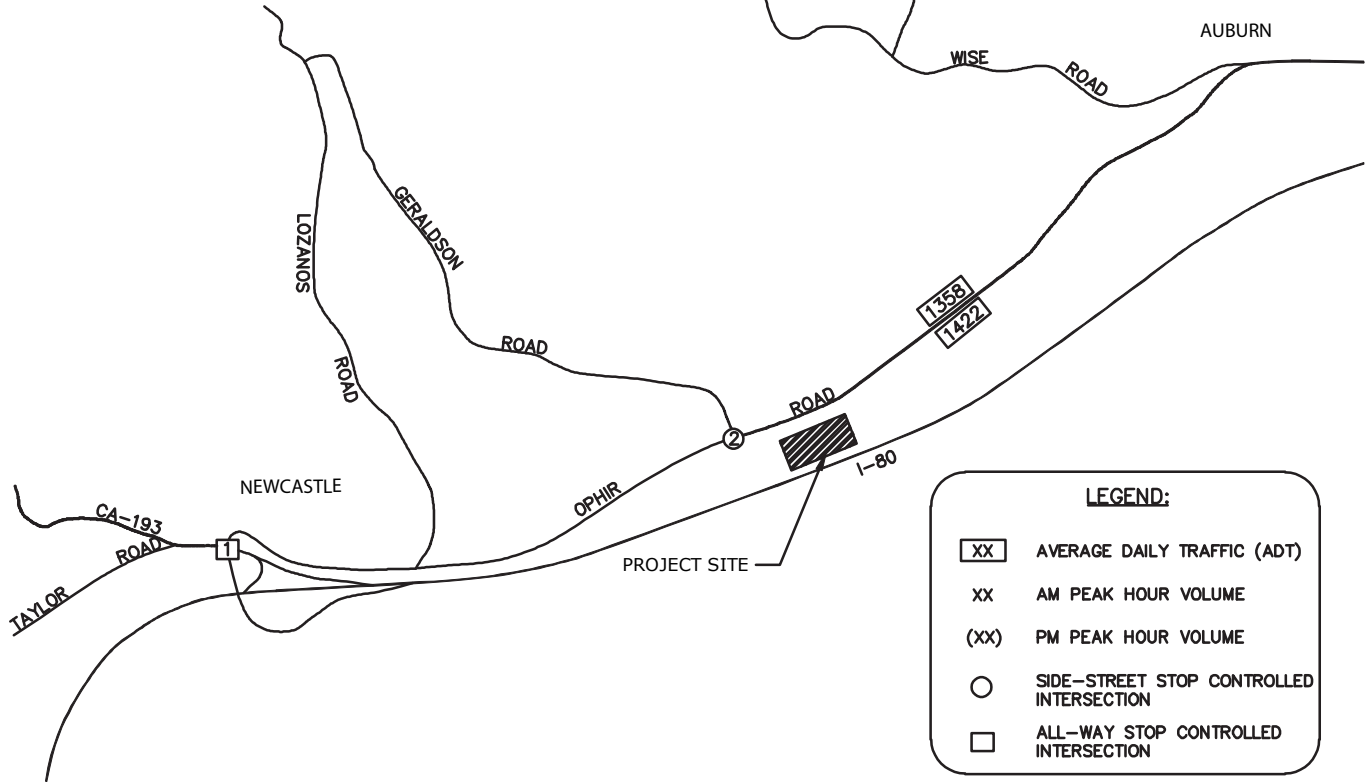 AUBURN
WISE
ROAD
GERALDSON
ROAD
LOZANOS
ROAD
1358
1422
ROAD
2
I-80
OPHIR
NEWCASTLE
CA-193
ROAD
TAYLOR
1
PROJECT SITE
LEGEND:
XX AVERAGE DAILY TRAFFIC (ADT)
XX AM PEAK HOUR VOLUME
(XX) PM PEAK HOUR VOLUME
SIDE-STREET STOP CONTROLLED
INTERSECTION
ALL-WAY STOP CONTROLLED
INTERSECTION